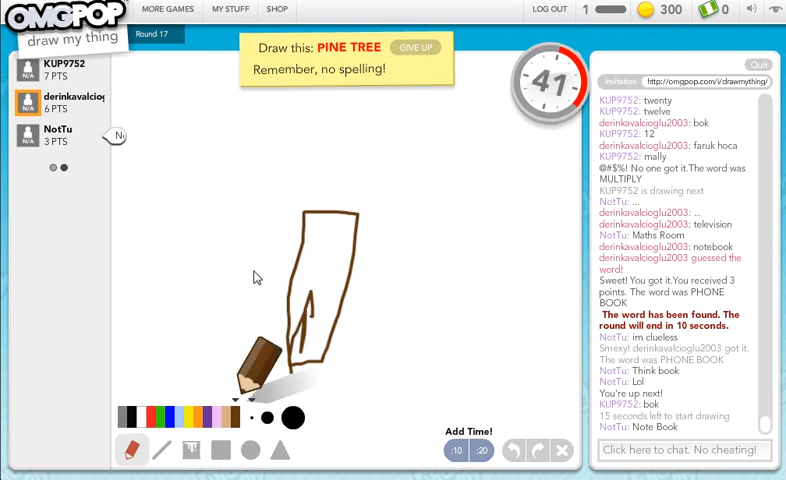 OMGPOP
draw my thing
MORE GAMES
MY STUFF
SHOP
LOG OUT
1
300
0
Round 17
Draw this: PINE TREE
GIVE UP
Remember, no spelling!
41
KUP9752
7 PTS
N/A
derinkavalciog
6 PTS
N/A
NotTu
3 PTS
N/A
Quit
Invitation
http://omgpop.com/i/drawmything/
KUP9752: twenty
KUP9752: twelve
derinkavalcioglu2003: bok
KUP9752: 12
derinkavalcioglu2003: faruk hoca
KUP9752: mally
@#$%! No one got it.The word was
MULTIPLY
KUP9752 is drawing next
NotTu: ...
derinkavalcioglu2003: ...
derinkavalcioglu2003: television
NotTu: Maths Room
derinkavalcioglu2003: notebook
derinkavalcioglu2003 guessed the
word!
Sweet! You got it.You received 3
points. The word was PHONE
BOOK
The word has been found. The
round will end in 10 seconds.
NotTu: im clueless
Smexy! derinkavalcioglu2003 got it.
The word was PHONE BOOK
NotTu: Think book
NotTu: Lol
You're up next!
KUP9752: bok
15 seconds left to start drawing
NotTu: Note Book
Click here to chat. No cheating!
Add Time!
:10
:20